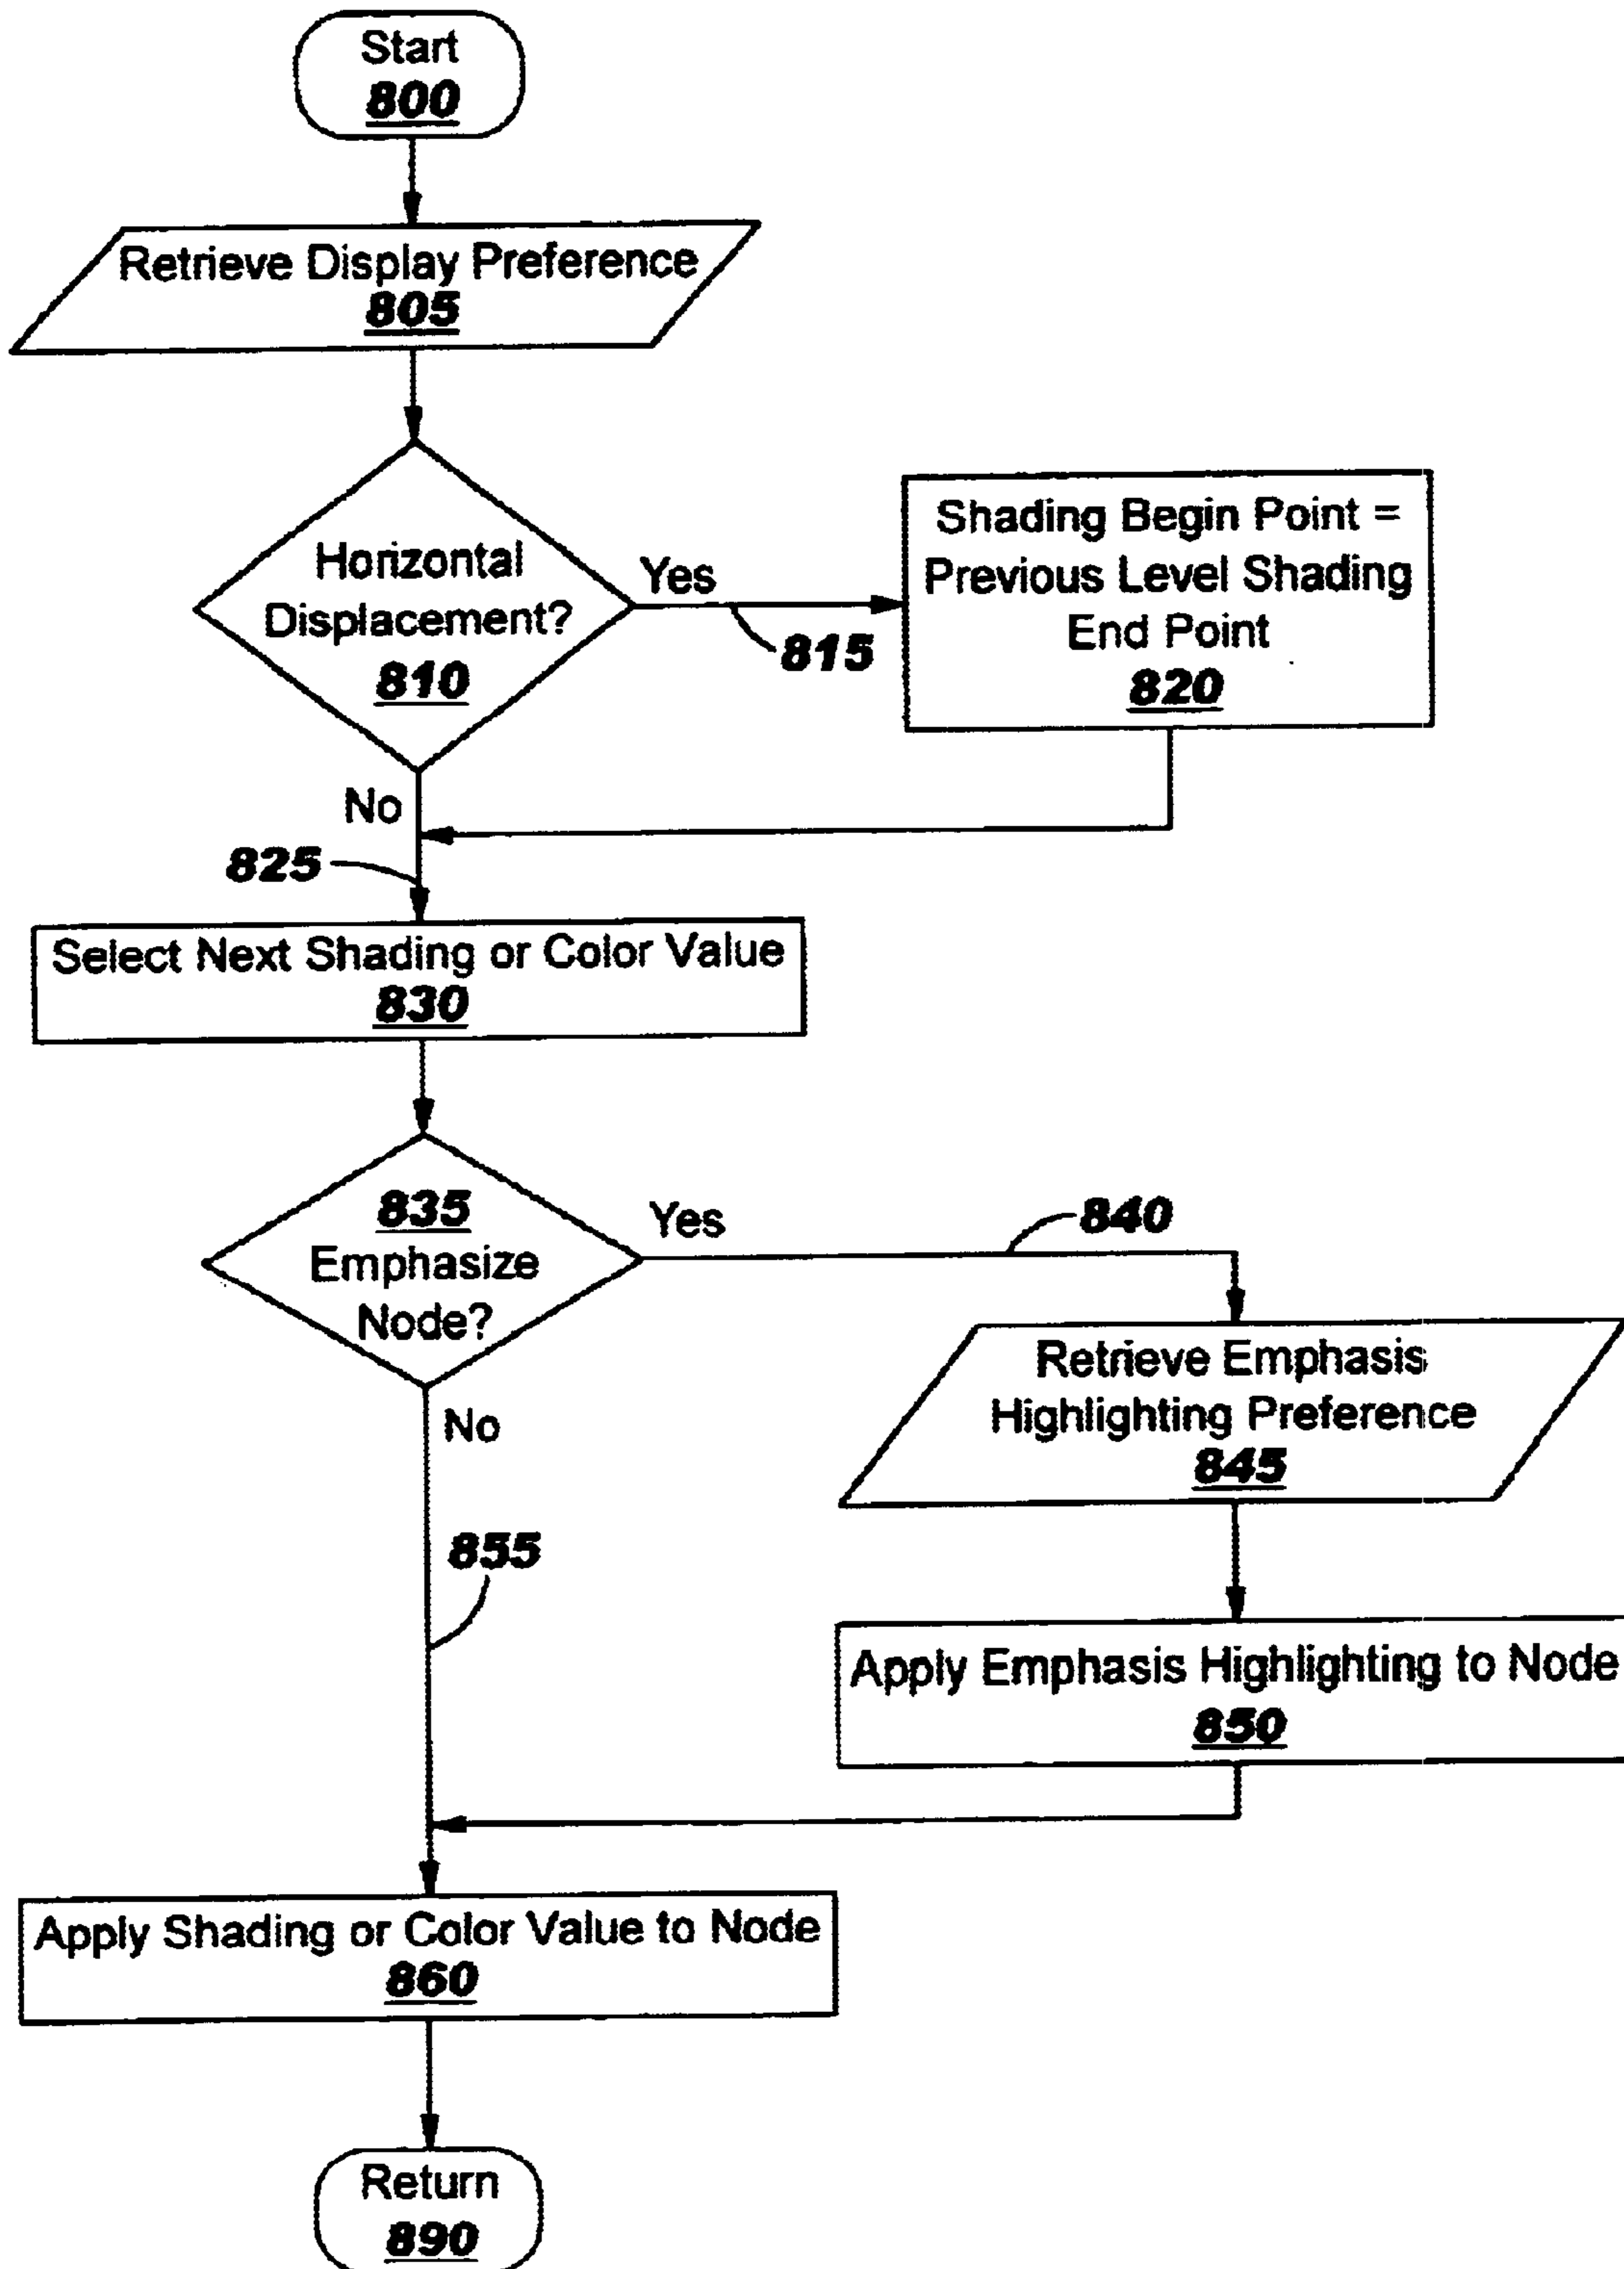 Start
800
Retrieve Display Preference
805
Horizontal
Displacement?
810
Yes
815
Shading Begin Point =
Previous Level Shading
End Point
820
No
825
Select Next Shading or Color Value
830
835
Emphasize
Node?
Yes
840
Retrieve Emphasis
Highlighting Preference
845
No
855
Apply Emphasis Highlighting to Node
850
Apply Shading or Color Value to Node
860
Return
890